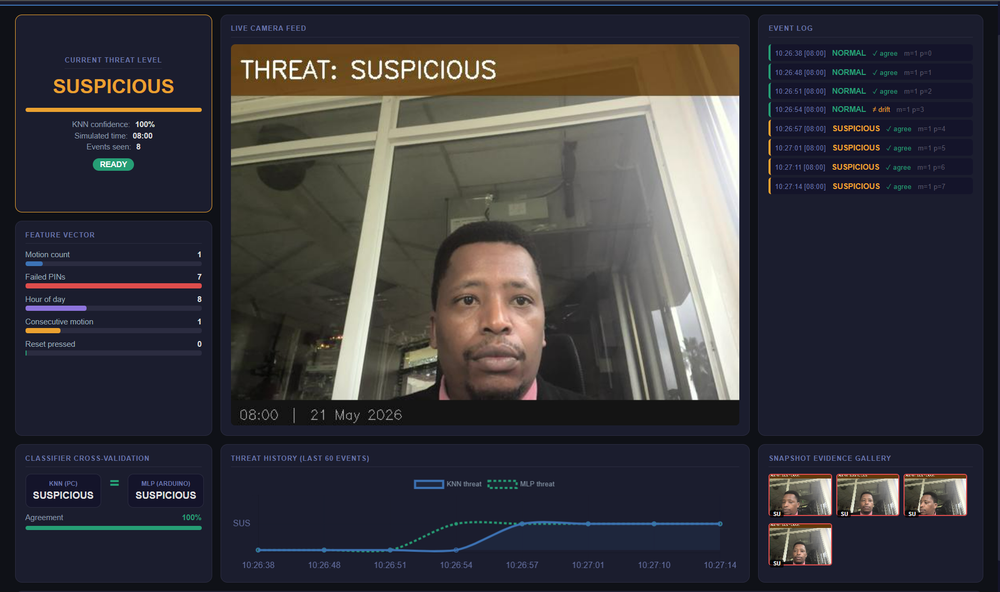 CURRENT THREAT LEVEL
SUSPICIOUS
KNN confidence: 100%
Simulated time: 08:00
Events seen: 8
READY
FEATURE VECTOR
Motion count 1
Failed PINs 7
Hour of day 8
Consecutive motion 1
Reset pressed 0
LIVE CAMERA FEED
THREAT: SUSPICIOUS
08:00 | 21 May 2026
EVENT LOG
10:26:38 [08:00] NORMAL ✓ agree m=1 p=0
10:26:48 [08:00] NORMAL ✓ agree m=1 p=1
10:26:51 [08:00] NORMAL ✓ agree m=1 p=2
10:26:54 [08:00] NORMAL ≠ drift m=1 p=3
10:26:57 [08:00] SUSPICIOUS ✓ agree m=1 p=4
10:27:01 [08:00] SUSPICIOUS ✓ agree m=1 p=5
10:27:11 [08:00] SUSPICIOUS ✓ agree m=1 p=6
10:27:14 [08:00] SUSPICIOUS ✓ agree m=1 p=7
CLASSIFIER CROSS-VALIDATION
KNN (PC) = MLP (ARDUINO)
SUSPICIOUS SUSPICIOUS
Agreement 100%
THREAT HISTORY (LAST 60 EVENTS)
KNN threat MLP threat
SUS
10:26:38 10:26:48 10:26:51 10:26:54 10:26:57 10:27:01 10:27:10 10:27:14
SNAPSHOT EVIDENCE GALLERY
SU SU SU
SU